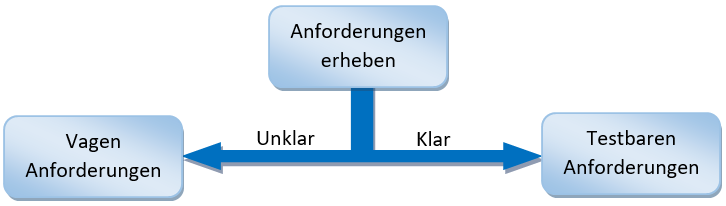 Anforderungen
erheben
Unklar
Klar
Vagen
Anforderungen
Testbaren
Anforderungen